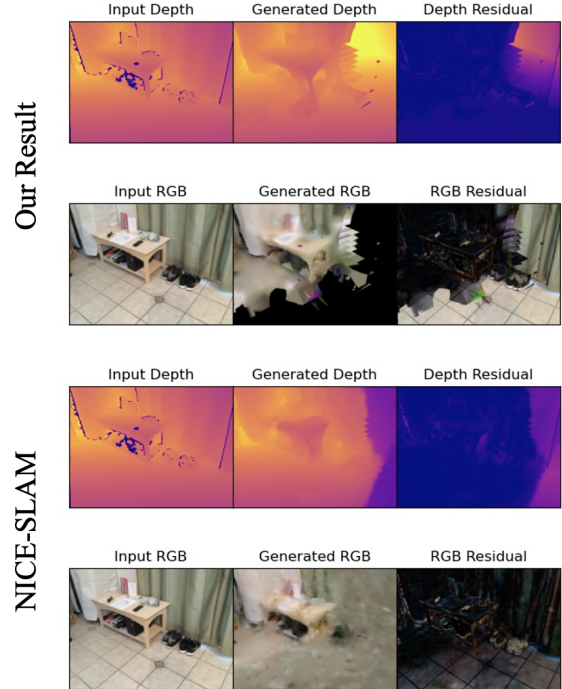 Our Result
Input Depth Generated Depth Depth Residual
Input RGB Generated RGB RGB Residual
NICE-SLAM
Input Depth Generated Depth Depth Residual
Input RGB Generated RGB RGB Residual